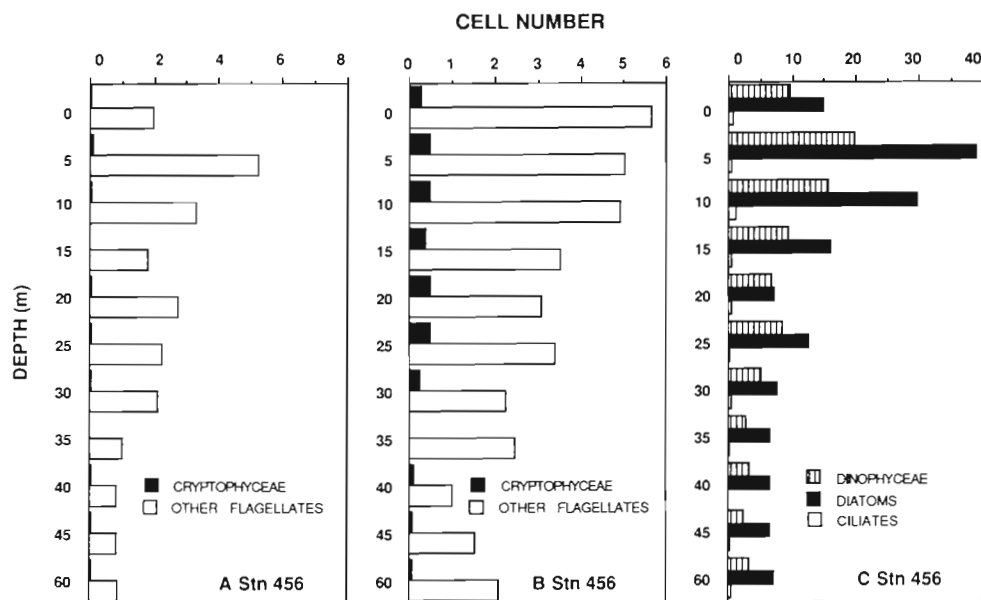 CELL NUMBER
0 2 4 6 8
0 1 2 3 4 5 6
0 10 20 30 40
DEPTH (m)
0
5
10
15
20
25
30
35
40
45
60
CRYPTOPHYCEAE
OTHER FLAGELLATES
A Stn 456
0
5
10
15
20
25
30
35
40
45
60
CRYPTOPHYCEAE
OTHER FLAGELLATES
B Stn 456
0
5
10
15
20
25
30
35
40
45
60
DINOPHYCEAE
DIATOMS
CILIATES
C Stn 456